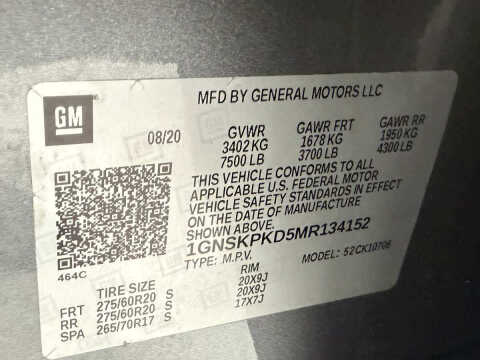 GM
MFD BY GENERAL MOTORS LLC
08/20
GVWR GAWR FRT GAWR RR
3402 KG 1678 KG 1950 KG
7500 LB 3700 LB 4300 LB
THIS VEHICLE CONFORMS TO ALL
APPLICABLE U.S. FEDERAL MOTOR
VEHICLE SAFETY STANDARDS IN EFFECT
ON THE DATE OF MANUFACTURE
SHOWN ABOVE.
1GNSKPKD5MR134152
TYPE: M.P.V. MODEL: 52CK10706
464C
TIRE SIZE RIM
FRT 275/60R20 S 20X9J
RR 275/60R20 S 20X9J
SPA 265/70R17 S 17X7J